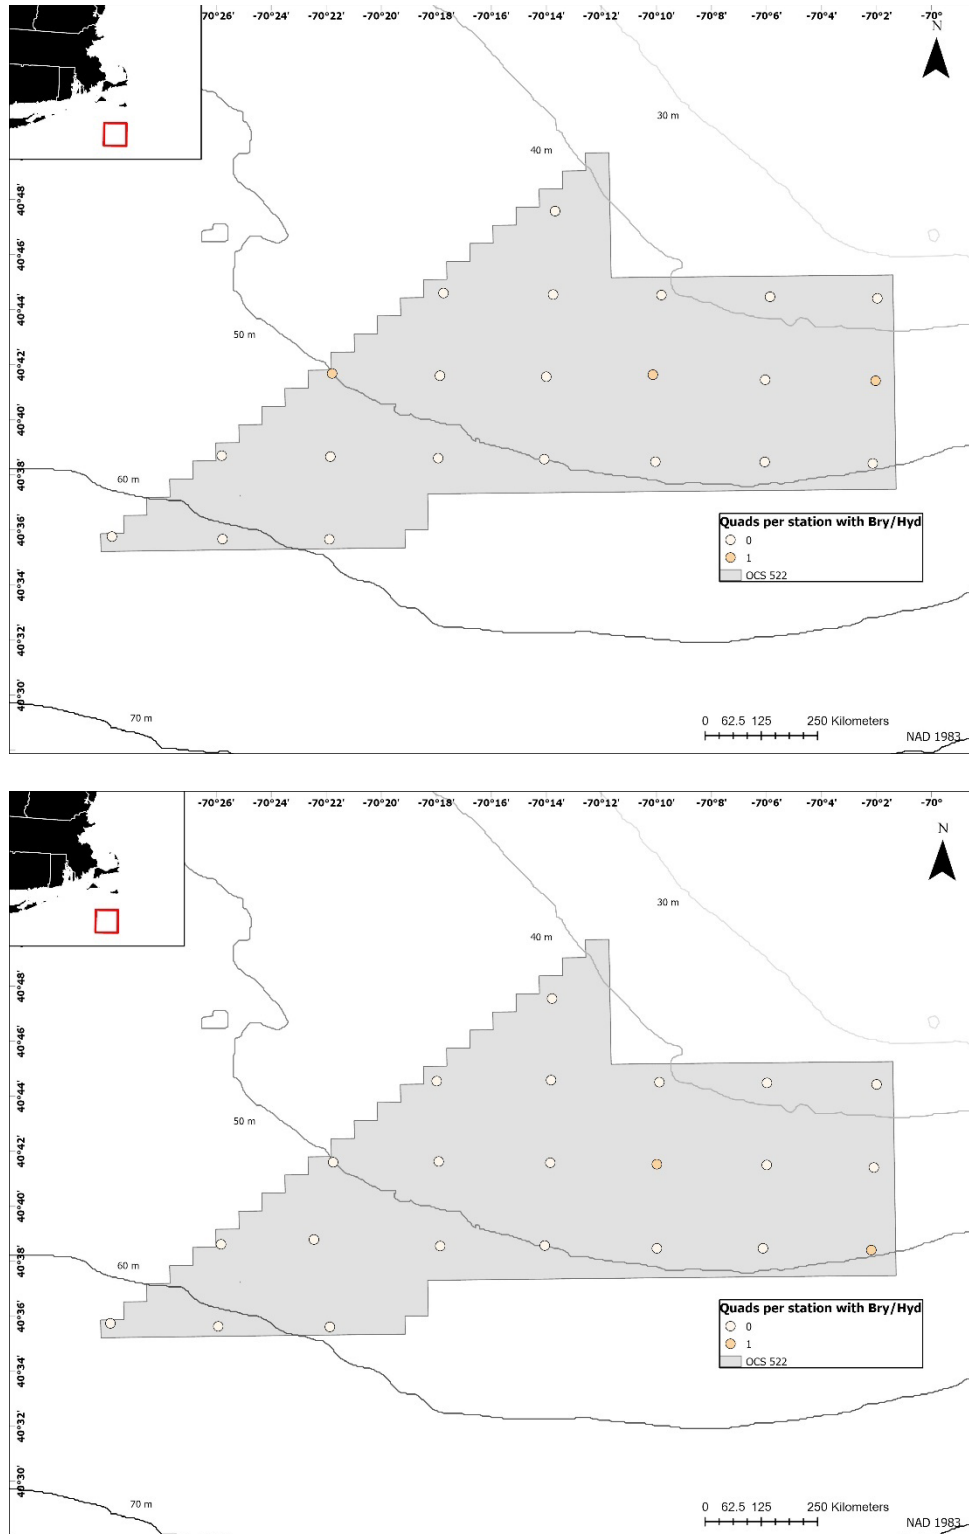 -70°26' -70°24' -70°22' -70°20' -70°18' -70°16' -70°14' -70°12' -70°10' -70°8' -70°6' -70°4' -70°2' -70°
N
30 m
40 m
40°48'
40°46'
40°44'
50 m
40°42'
40°40'
40°38'
60 m
40°36'
Quads per station with Bry/Hyd
0
1
OCS 522
40°34'
40°32'
40°30'
70 m
0 62.5 125 250 Kilometers
NAD 1983
-70°26' -70°24' -70°22' -70°20' -70°18' -70°16' -70°14' -70°12' -70°10' -70°8' -70°6' -70°4' -70°2' -70°
N
30 m
40 m
40°48'
40°46'
40°44'
50 m
40°42'
40°40'
40°38'
60 m
40°36'
Quads per station with Bry/Hyd
0
1
OCS 522
40°34'
40°32'
40°30'
70 m
0 62.5 125 250 Kilometers
NAD 1983